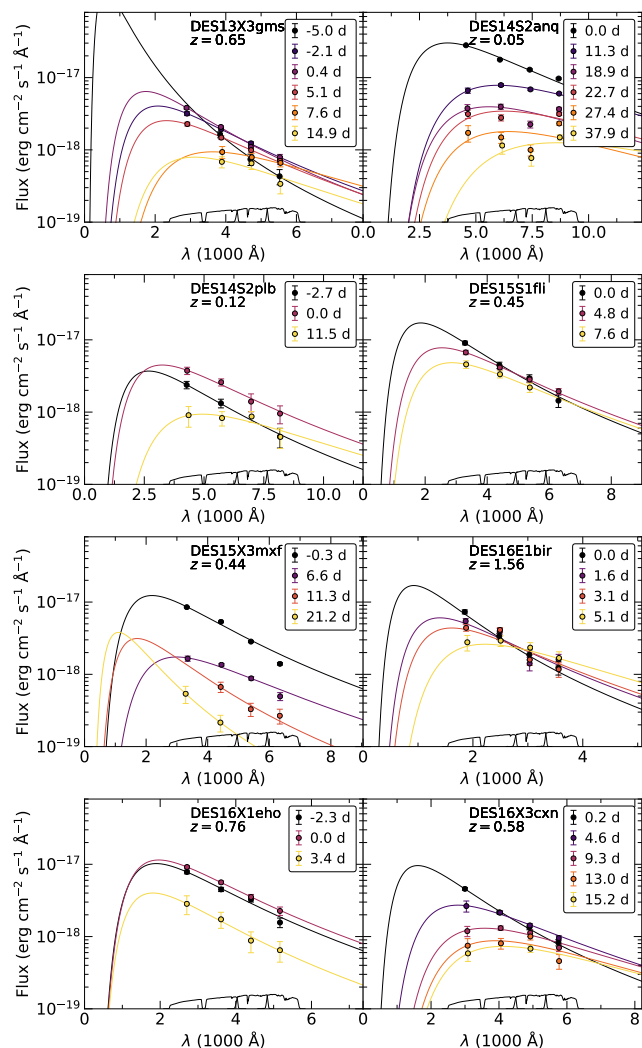 DES13X3gms
z = 0.65
-5.0 d
-2.1 d
0.4 d
5.1 d
7.6 d
14.9 d
Flux (erg cm⁻² s⁻¹ Å⁻¹)
10⁻¹⁷
10⁻¹⁸
10⁻¹⁹
0 2 4 6
λ (1000 Å)
DES14S2anq
z = 0.05
0.0 d
11.3 d
18.9 d
22.7 d
27.4 d
37.9 d
0.0 2.5 5.0 7.5 10.0
λ (1000 Å)
DES14S2plb
z = 0.12
-2.7 d
0.0 d
11.5 d
Flux (erg cm⁻² s⁻¹ Å⁻¹)
10⁻¹⁷
10⁻¹⁸
10⁻¹⁹
0.0 2.5 5.0 7.5 10.0
λ (1000 Å)
DES15S1fli
z = 0.45
0.0 d
4.8 d
7.6 d
0 2 4 6 8
λ (1000 Å)
DES15X3mxf
z = 0.44
-0.3 d
6.6 d
11.3 d
21.2 d
Flux (erg cm⁻² s⁻¹ Å⁻¹)
10⁻¹⁷
10⁻¹⁸
10⁻¹⁹
0 2 4 6 8
λ (1000 Å)
DES16E1bir
z = 1.56
0.0 d
1.6 d
3.1 d
5.1 d
0 2 4
λ (1000 Å)
DES16X1eho
z = 0.76
-2.3 d
0.0 d
3.4 d
Flux (erg cm⁻² s⁻¹ Å⁻¹)
10⁻¹⁷
10⁻¹⁸
10⁻¹⁹
0 2 4 6
λ (1000 Å)
DES16X3cxn
z = 0.58
0.2 d
4.6 d
9.3 d
13.0 d
15.2 d
0 2 4 6 8
λ (1000 Å)